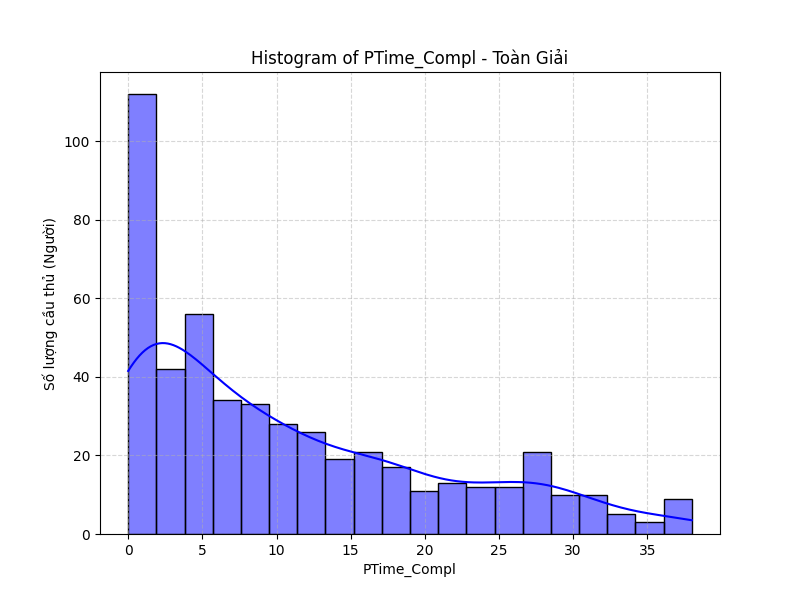 Histogram of PTime_Compl - Toàn Giải
Số lượng cầu thủ (Người)
100
80
60
40
20
0
0 5 10 15 20 25 30 35
PTime_Compl